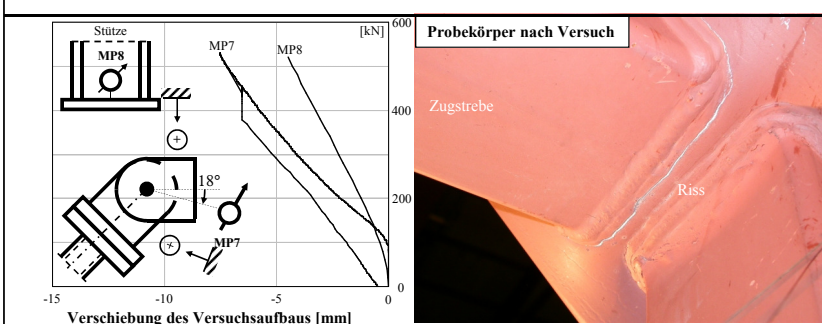 Stütze
MP8
MP7
MP8
[kN]
600
400
200
0
18°
MP7
-15
-10
-5
0
Verschiebung des Versuchsaufbaus [mm]
Probekörper nach Versuch
Zugstrebe
Riss